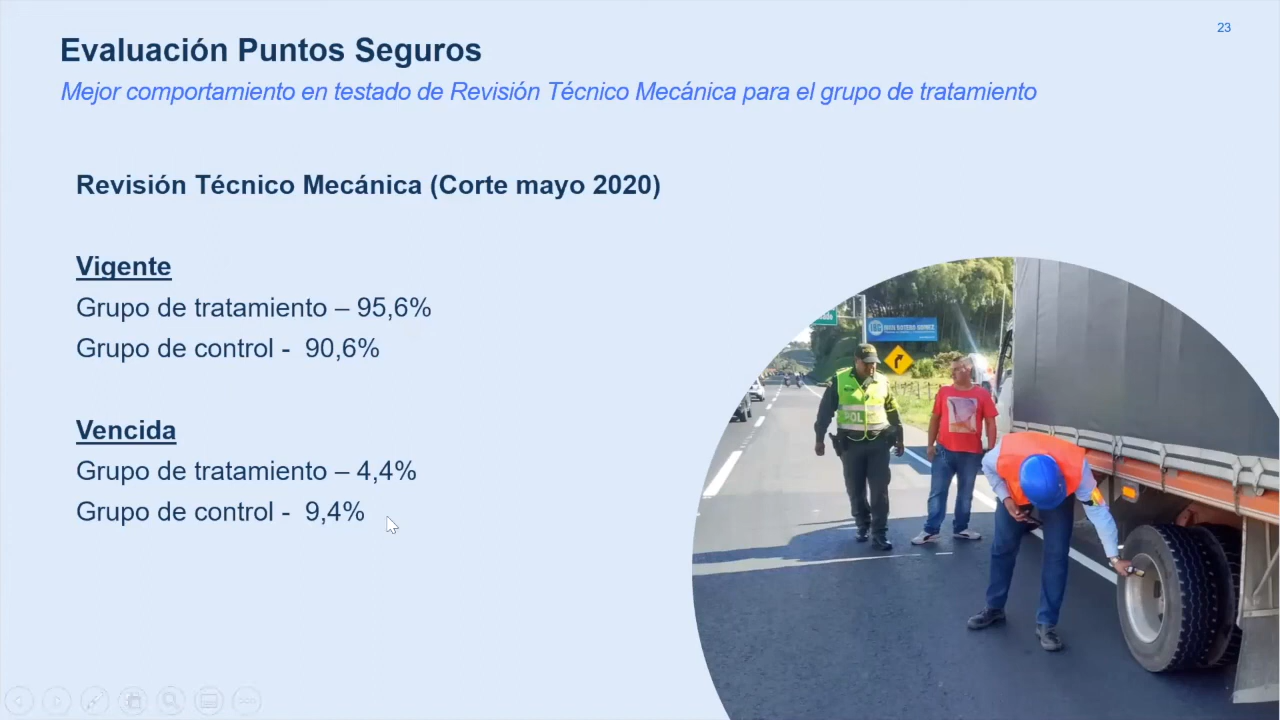 23
Evaluación Puntos Seguros
Mejor comportamiento en testado de Revisión Técnico Mecánica para el grupo de tratamiento
Revisión Técnico Mecánica (Corte mayo 2020)
Vigente
Grupo de tratamiento – 95,6%
Grupo de control - 90,6%
Vencida
Grupo de tratamiento – 4,4%
Grupo de control - 9,4%
POL